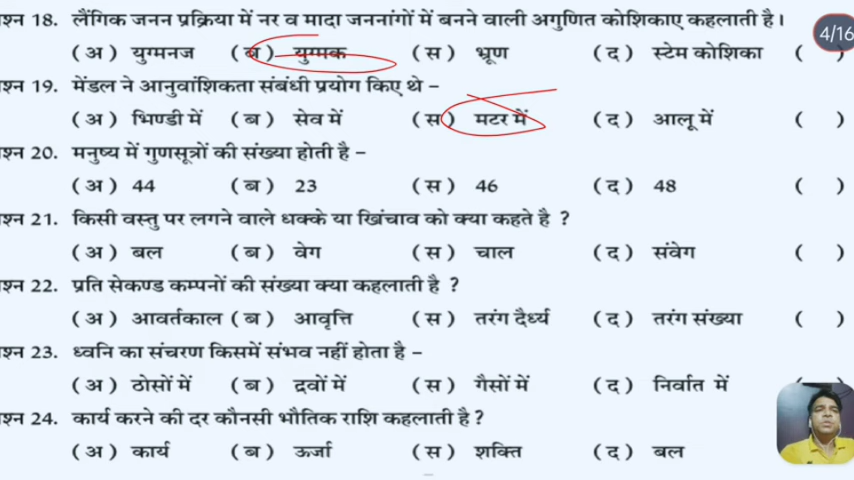 श्न 18. लैंगिक जनन प्रक्रिया में नर व मादा जननांगों में बनने वाली अगुणित कोशिकाए कहलाती है।
4/16
(अ) युग्मनज (ब) युग्मक (स) भ्रूण (द) स्टेम कोशिका ( )
श्न 19. मेंडल ने आनुवांशिकता संबंधी प्रयोग किए थे –
(अ) भिण्डी में (ब) सेव में (स) मटर में (द) आलू में ( )
श्न 20. मनुष्य में गुणसूत्रों की संख्या होती है –
(अ) 44 (ब) 23 (स) 46 (द) 48 ( )
श्न 21. किसी वस्तु पर लगने वाले धक्के या खिंचाव को क्या कहते है ?
(अ) बल (ब) वेग (स) चाल (द) संवेग ( )
श्न 22. प्रति सेकण्ड कम्पनों की संख्या क्या कहलाती है ?
(अ) आवर्तकाल (ब) आवृत्ति (स) तरंग दैर्ध्य (द) तरंग संख्या ( )
श्न 23. ध्वनि का संचरण किसमें संभव नहीं होता है –
(अ) ठोसों में (ब) द्रवों में (स) गैसों में (द) निर्वात में ( )
श्न 24. कार्य करने की दर कौनसी भौतिक राशि कहलाती है ?
(अ) कार्य (ब) ऊर्जा (स) शक्ति (द) बल